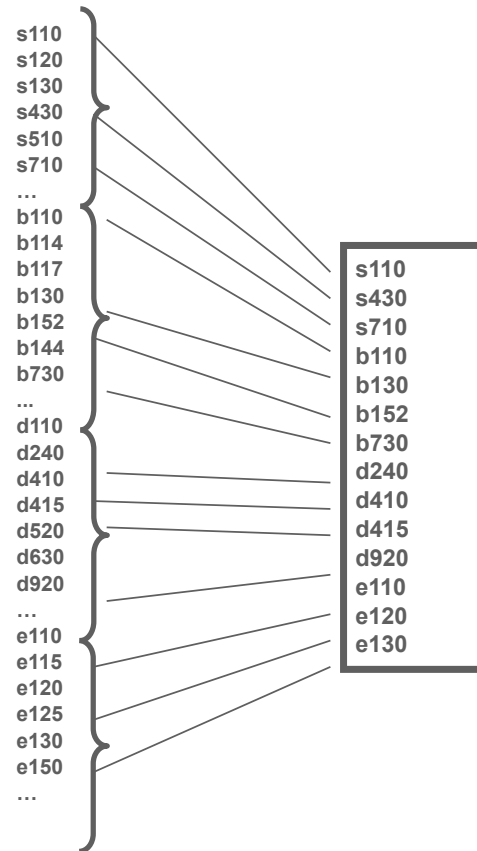 s110
s120
s130
s430
s510
s710
…
b110
b114
b117
b130
b152
b144
b730
...
d110
d240
d410
d415
d520
d630
d920
…
e110
e115
e120
e125
e130
e150
…
s110
s430
s710
b110
b130
b152
b730
d240
d410
d415
d920
e110
e120
e130